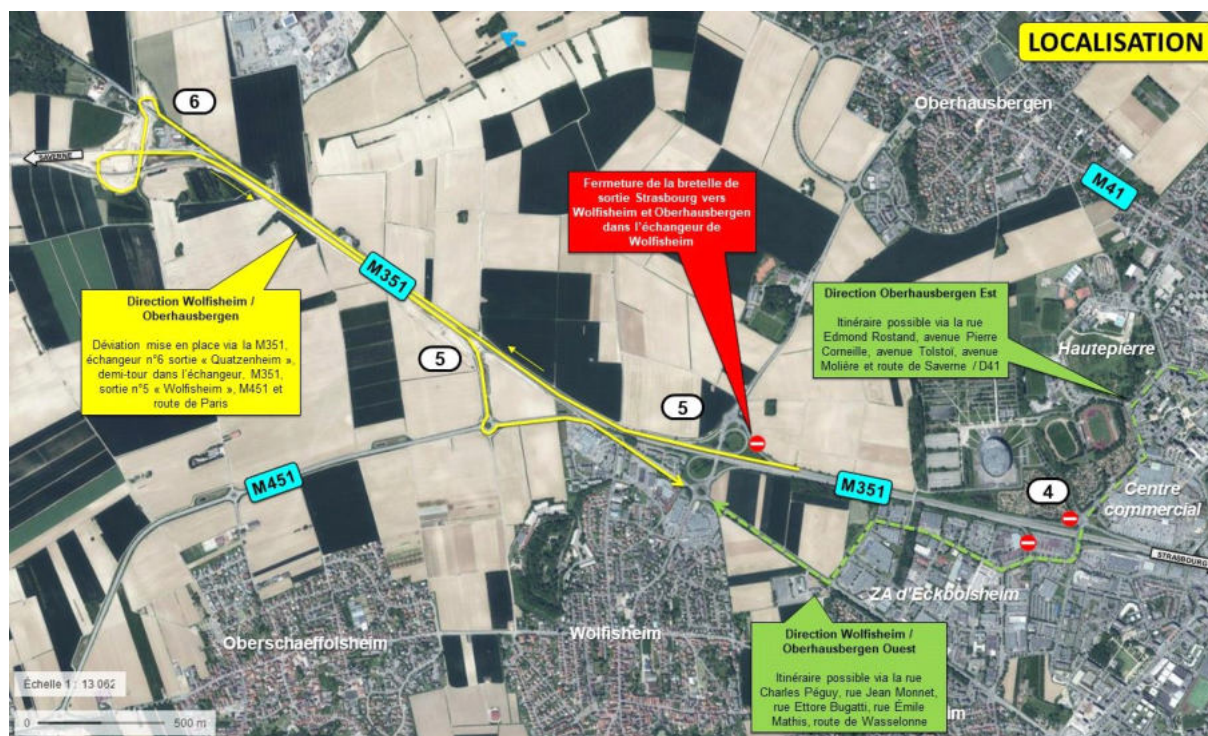 LOCALISATION
6
Oberhausbergen
SAVERNE
M41
Fermeture de la bretelle de
sortie Strasbourg vers
Wolfisheim et Oberhausbergen
dans l'échangeur de
Wolfisheim
M351
Direction Wolfisheim /
Oberhausbergen
Déviation mise en place via la M351,
échangeur n°6 sortie « Quatzenheim »,
demi-tour dans l'échangeur, M351,
sortie n°5 « Wolfisheim », M451 et
route de Paris
Direction Oberhausbergen Est
Itinéraire possible via la rue
Edmond Rostand, avenue Pierre
Corneille, avenue Tolstoï, avenue
Molière et route de Saverne / D41
Hautepierre
5
5
M451
M351
4
Centre
commercial
STRASBOURG
ZA d'Eckbolsheim
Oberschaeffolsheim
Wolfisheim
Direction Wolfisheim /
Oberhausbergen Ouest
Itinéraire possible via la rue
Charles Péguy, rue Jean Monnet,
rue Ettore Bugatti, rue Émile
Mathis, route de Wasselonne
Échelle 1 : 13 062
0 500 m